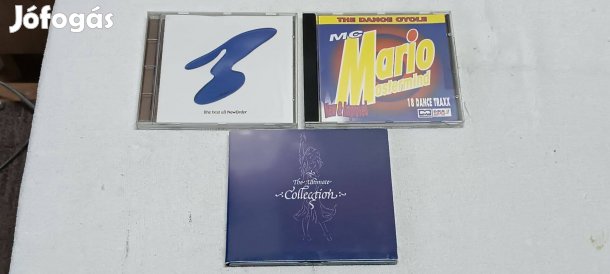 Jófogás
the best of) NewOrder
THE DANCE CYCLE
MC
Mario
Mastermind
18 DANCE TRAXX
The Ultimate
Collection